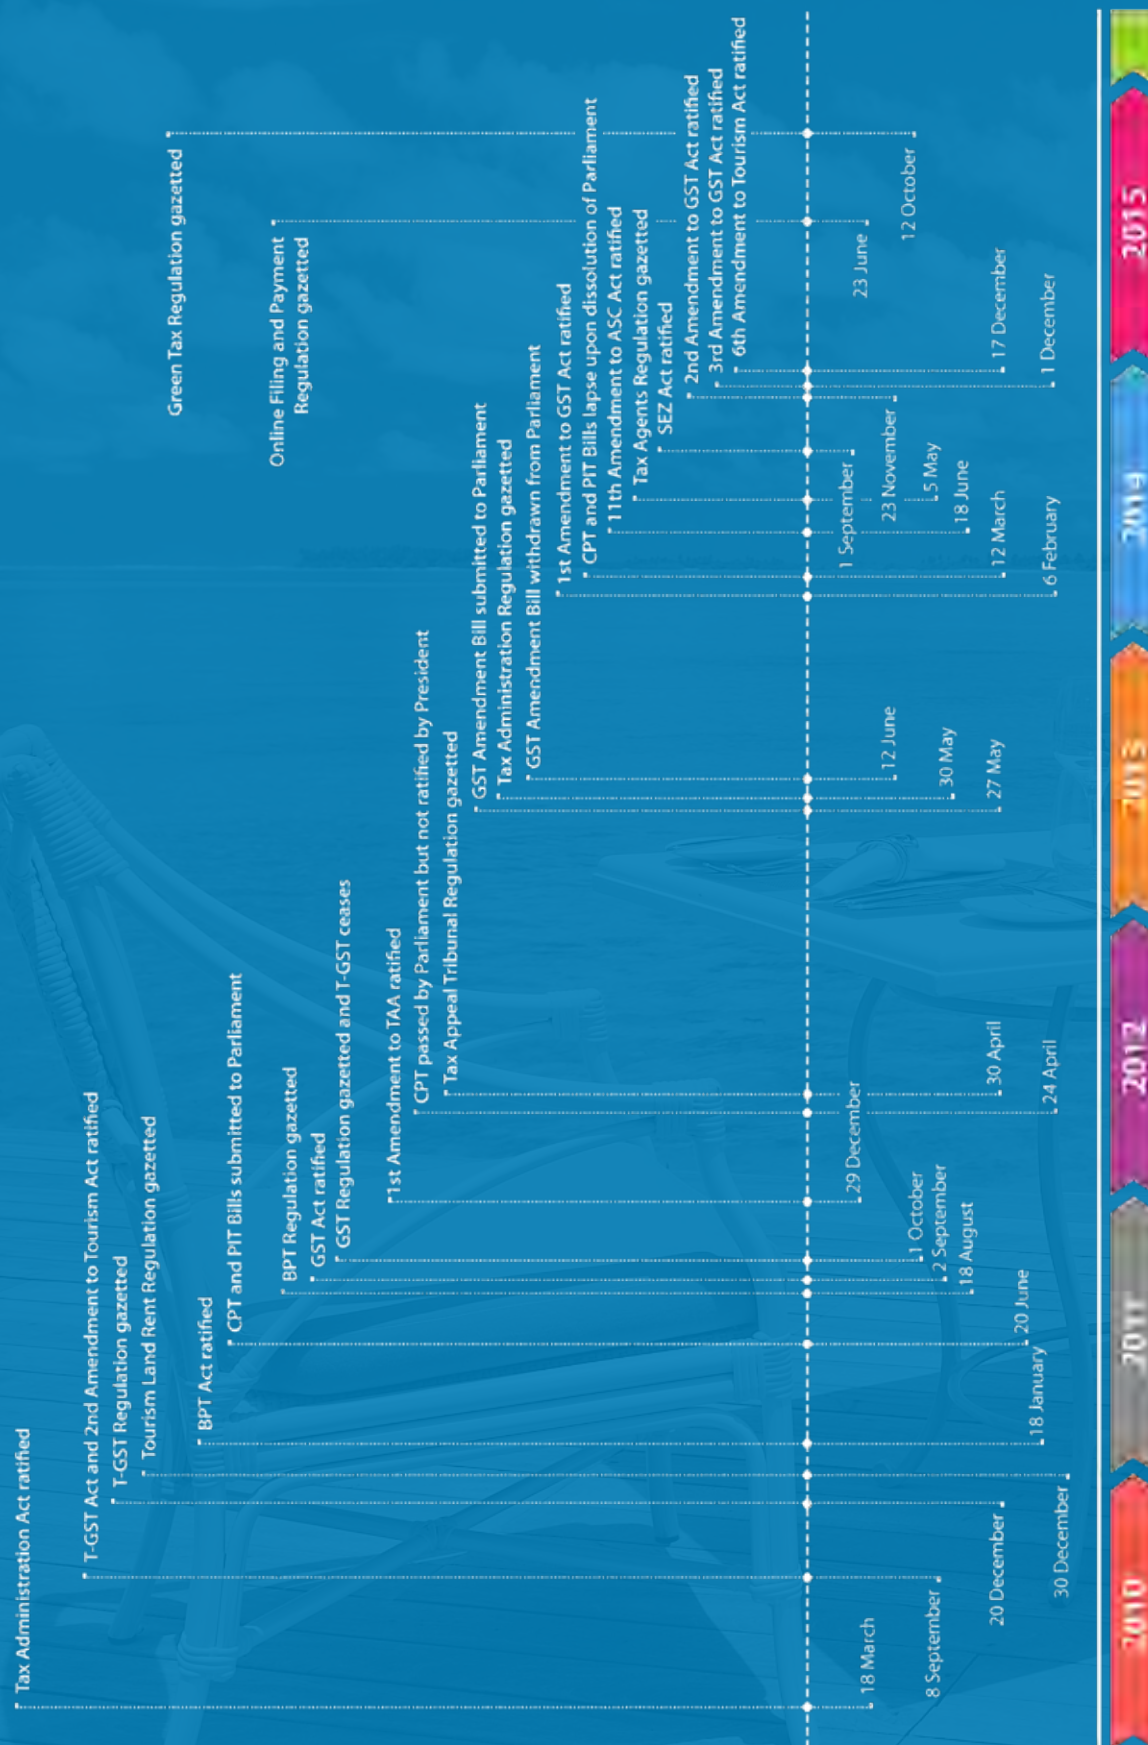 Tax Administration Act ratified
T-GST Act and 2nd Amendment to Tourism Act ratified
T-GST Regulation gazetted
Tourism Land Rent Regulation gazetted
Green Tax Regulation gazetted
BPT Act ratified
CPT and PIT Bills submitted to Parliament
Online Filing and Payment
Regulation gazetted
BPT Regulation gazetted
GST Act ratified
GST Regulation gazetted and T-GST ceases
1st Amendment to TAA ratified
CPT passed by Parliament but not ratified by President
Tax Appeal Tribunal Regulation gazetted
GST Amendment Bill submitted to Parliament
Tax Administration Regulation gazetted
GST Amendment Bill withdrawn from Parliament
1st Amendment to GST Act ratified
CPT and PIT Bills lapse upon dissolution of Parliament
11th Amendment to ASC Act ratified
Tax Agents Regulation gazetted
SEZ Act ratified
2nd Amendment to GST Act ratified
3rd Amendment to GST Act ratified
6th Amendment to Tourism Act ratified
18 March
8 September
20 December
30 December
18 January
20 June
18 August
2 September
1 October
29 December
24 April
30 April
27 May
30 May
12 June
6 February
12 March
18 June
5 May
1 September
23 November
1 December
17 December
23 June
12 October
2010
2011
2012
2013
2014
2015